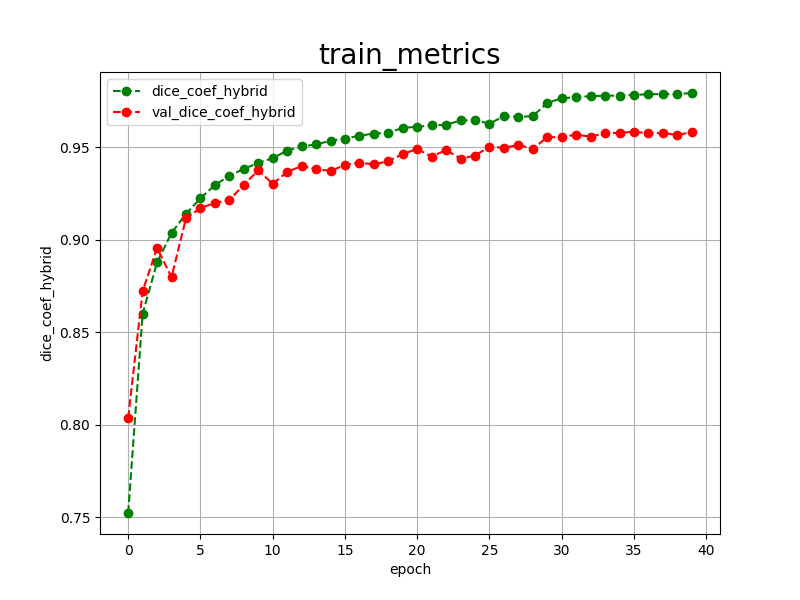 train_metrics
dice_coef_hybrid
val_dice_coef_hybrid
dice_coef_hybrid
0.95
0.90
0.85
0.80
0.75
0 5 10 15 20 25 30 35 40
epoch